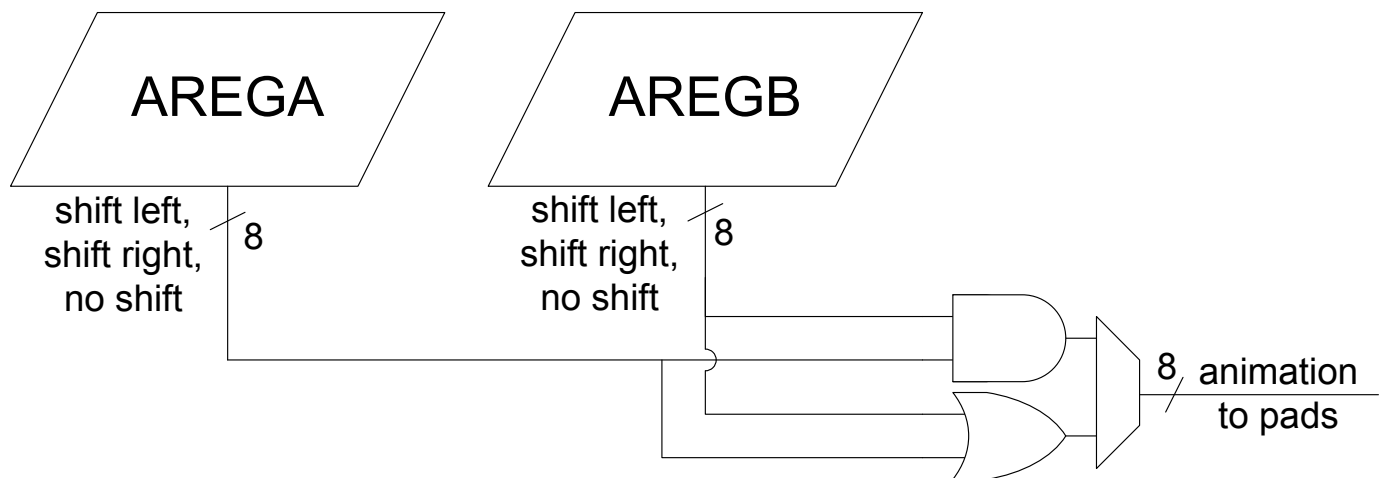 AREGA
AREGB
shift left,
shift right,
no shift
8
shift left,
shift right,
no shift
8
8
animation
to pads